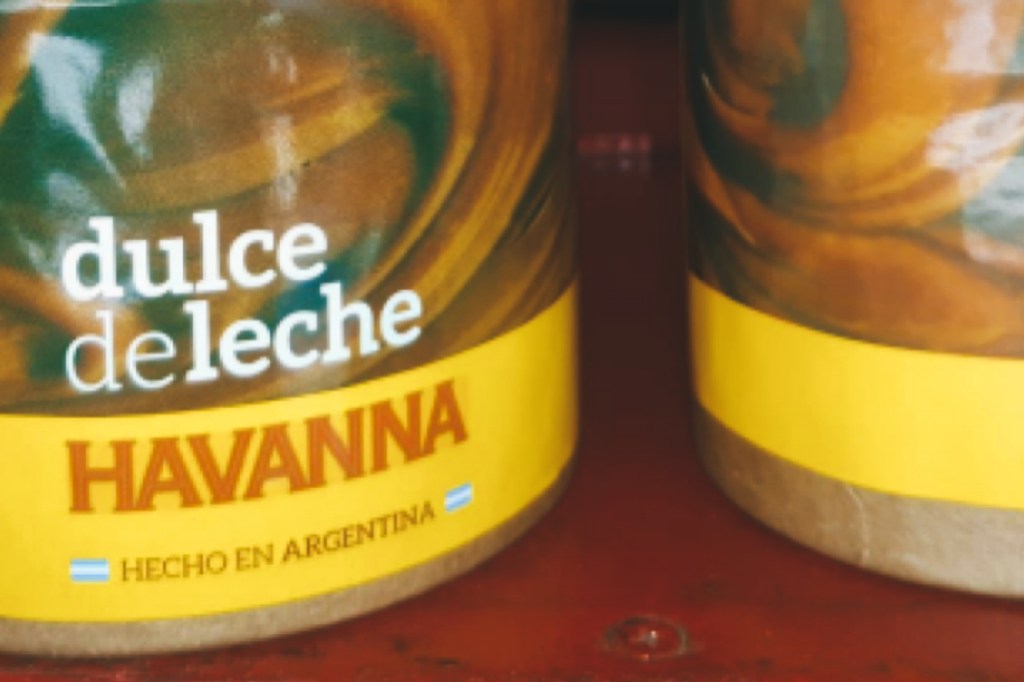 dulce
de leche
HAVANNA
HECHO EN ARGENTINA